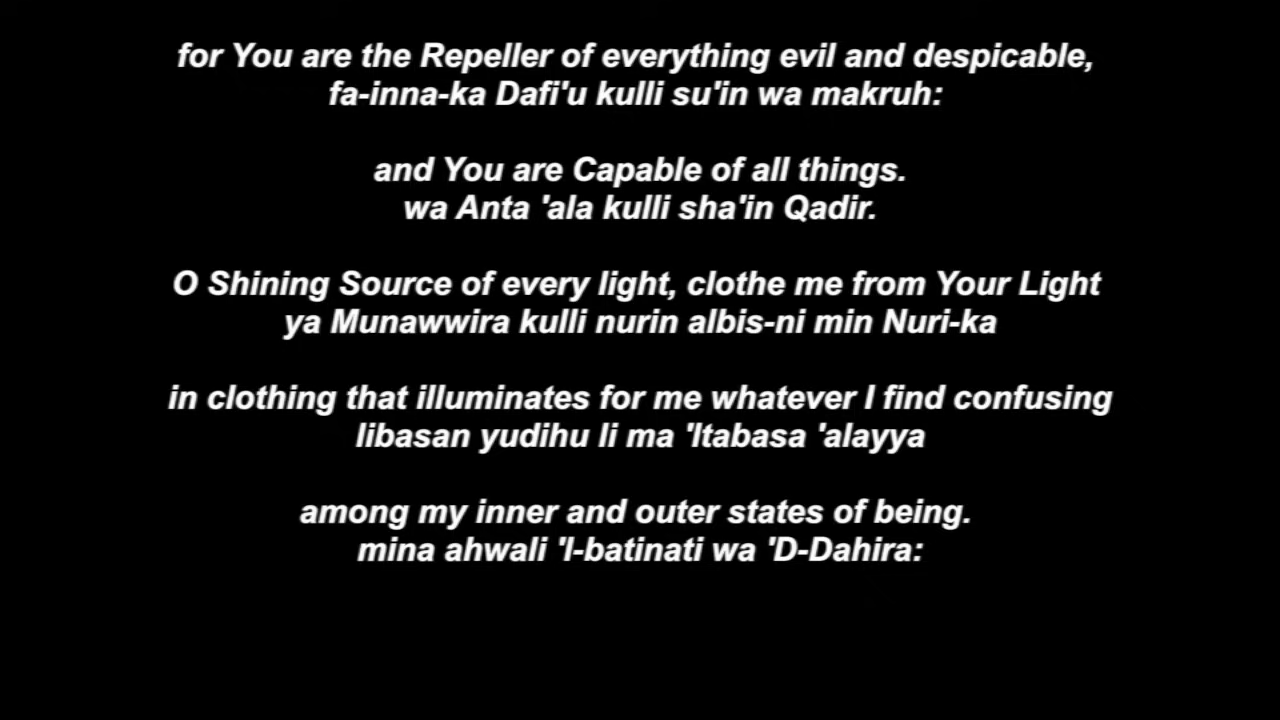 for You are the Repeller of everything evil and despicable,
fa-inna-ka Dafi'u kulli su'in wa makruh:
and You are Capable of all things.
wa Anta 'ala kulli sha'in Qadir.
O Shining Source of every light, clothe me from Your Light
ya Munawwira kulli nurin albis-ni min Nuri-ka
in clothing that illuminates for me whatever I find confusing
libasan yudihu li ma 'ltabasa 'alayya
among my inner and outer states of being.
mina ahwali 'l-batinati wa 'D-Dahira: